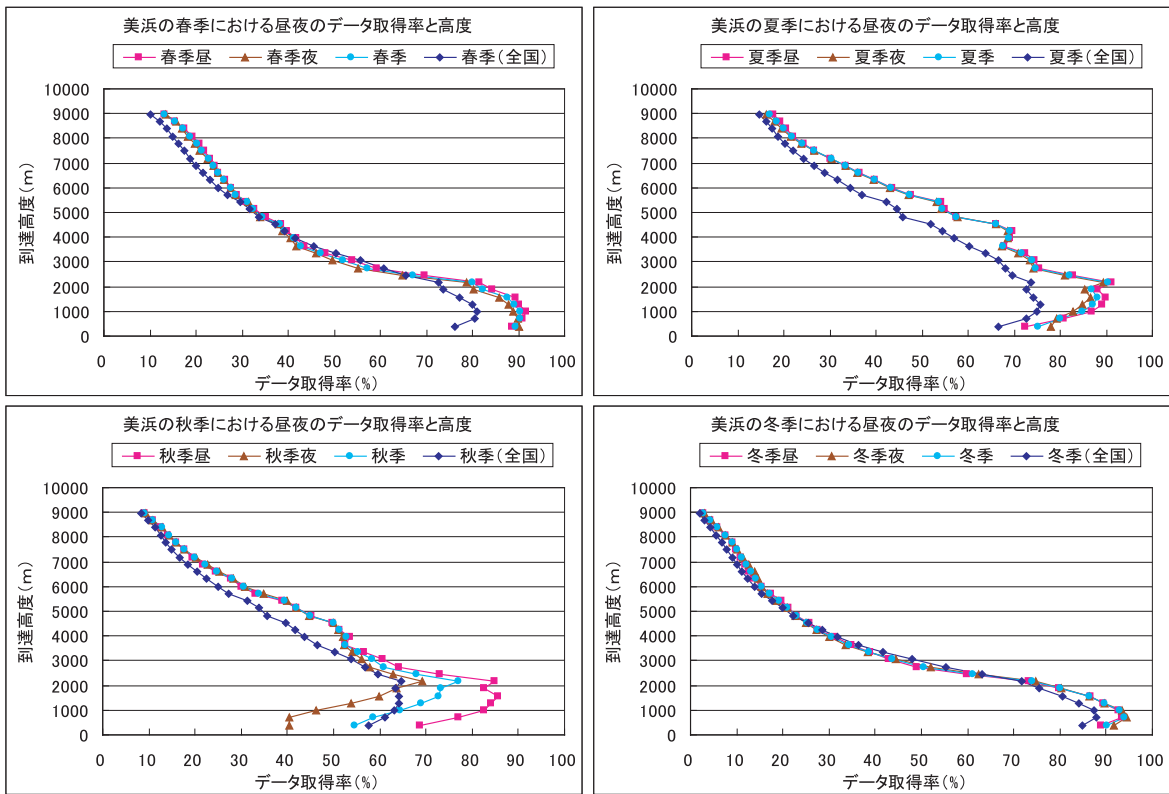 美浜の春季における昼夜のデータ取得率と高度
春季昼 春季夜 春季 春季(全国)
到達高度(m)
10000
9000
8000
7000
6000
5000
4000
3000
2000
1000
0
0 10 20 30 40 50 60 70 80 90 100
データ取得率(%)
美浜の夏季における昼夜のデータ取得率と高度
夏季昼 夏季夜 夏季 夏季(全国)
到達高度(m)
10000
9000
8000
7000
6000
5000
4000
3000
2000
1000
0
0 10 20 30 40 50 60 70 80 90 100
データ取得率(%)
美浜の秋季における昼夜のデータ取得率と高度
秋季昼 秋季夜 秋季 秋季(全国)
到達高度(m)
10000
9000
8000
7000
6000
5000
4000
3000
2000
1000
0
0 10 20 30 40 50 60 70 80 90 100
データ取得率(%)
美浜の冬季における昼夜のデータ取得率と高度
冬季昼 冬季夜 冬季 冬季(全国)
到達高度(m)
10000
9000
8000
7000
6000
5000
4000
3000
2000
1000
0
0 10 20 30 40 50 60 70 80 90 100
データ取得率(%)